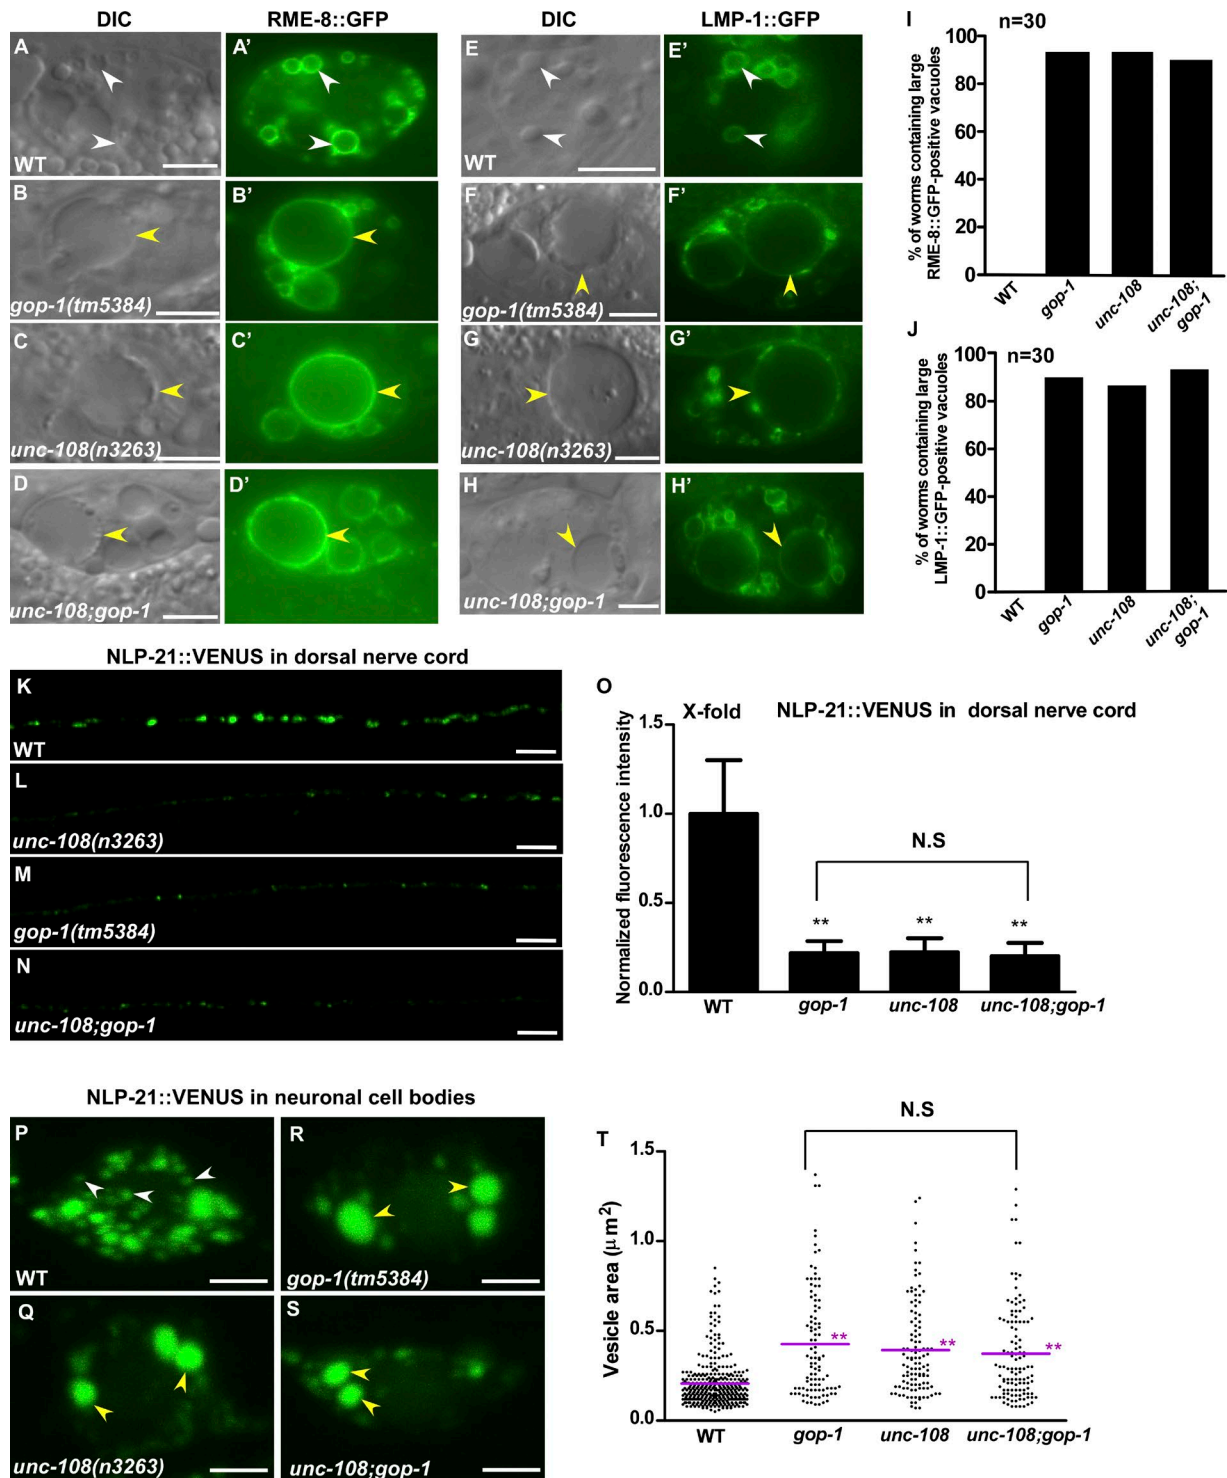 DIC RME-8::GFP DIC LMP-1::GFP
A WT
A'
E WT
E'
B gop-1(tm5384)
B'
F gop-1(tm5384)
F'
C unc-108(n3263)
C'
G unc-108(n3263)
G'
D unc-108;gop-1
D'
H unc-108;gop-1
H'
I n=30
% of worms containing large
RME-8::GFP-positive vacuoles
100
80
60
40
20
0
WT gop-1 unc-108 unc-108;
gop-1
J n=30
% of worms containing large
LMP-1::GFP-positive vacuoles
100
80
60
40
20
0
WT gop-1 unc-108 unc-108;
gop-1
NLP-21::VENUS in dorsal nerve cord
K
WT
L
unc-108(n3263)
M
gop-1(tm5384)
N
unc-108;gop-1
O
X-fold NLP-21::VENUS in dorsal nerve cord
Normalized fluorescence intensity
1.5
1.0
0.5
0.0
N.S
** ** **
WT gop-1 unc-108 unc-108;gop-1
NLP-21::VENUS in neuronal cell bodies
P
WT
R
gop-1(tm5384)
Q
unc-108(n3263)
S
unc-108;gop-1
T
N.S
Vesicle area (μm2)
1.5
1.0
0.5
0.0
** ** **
WT gop-1 unc-108 unc-108;gop-1